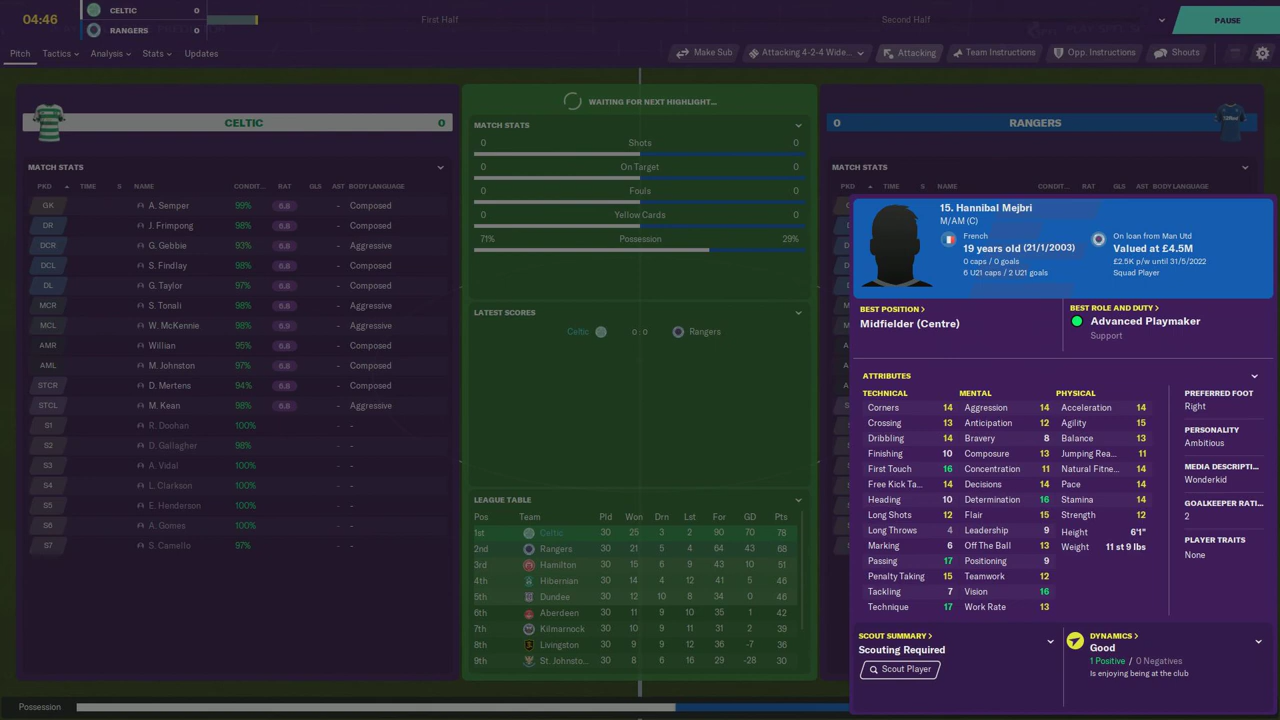 04:46
CELTIC 0
RANGERS 0
First Half
Second Half
PAUSE
Pitch Tactics Analysis Stats Updates
Make Sub Attacking 4-2-4 Wide... Attacking Team Instructions Opp. Instructions Shouts
CELTIC 0
MATCH STATS
PKD TIME S NAME CONDIT... RAT GLS AST BODY LANGUAGE
GK A. Semper 99% 6.8 - Composed
DR J. Frimpong 98% - Composed
DCR G. Gebbie 93% - Aggressive
DCL S. Findlay 98% - Composed
DL G. Taylor 97% - Composed
MCR S. Tonali 98% 6.8 - Aggressive
MCL W. McKennie 98% 6.9 - Aggressive
AMR Willian 95% 6.8 - Composed
AML M. Johnston 97% - Composed
STCR D. Mertens 94% 6.8 - Composed
STCL M. Kean 98% 6.8 - Aggressive
S1 R. Doohan 100% - -
S2 D. Gallagher 98% - -
S3 A. Vidal 100% - -
S4 L. Clarkson 100% - -
S5 E. Henderson 100% - -
S6 A. Gomes 100% - -
S7 S. Camello 97% - -
WAITING FOR NEXT HIGHLIGHT...
MATCH STATS
0 Shots 0
0 On Target 0
0 Fouls 0
0 Yellow Cards 0
71% Possession 29%
LATEST SCORES
Celtic 0 : 0 Rangers
LEAGUE TABLE
Pos Team Pld Won Drn Lst For GD Pts
1st Celtic 30 25 3 2 90 70 78
2nd Rangers 30 21 5 4 64 43 68
3rd Hamilton 30 15 6 9 43 10 51
4th Hibernian 30 14 4 12 41 5 46
5th Dundee 30 12 10 8 34 0 46
6th Aberdeen 30 11 9 10 35 1 42
7th Kilmarnock 30 10 9 11 31 2 39
8th Livingston 30 9 9 12 36 -7 36
9th St. Johnsto... 30 8 6 16 29 -28 30
0 RANGERS
MATCH STATS
PKD TIME S NAME CONDIT... RAT GLS AST BODY LANGUAGE
15. Hannibal Mejbri
M/AM (C)
French
19 years old (21/1/2003)
0 caps / 0 goals
6 U21 caps / 2 U21 goals
On loan from Man Utd
Valued at £4.5M
£2.5K p/w until 31/5/2022
Squad Player
BEST POSITION >
Midfielder (Centre)
BEST ROLE AND DUTY >
Advanced Playmaker
Support
ATTRIBUTES
TECHNICAL MENTAL PHYSICAL
Corners 14 Aggression 14 Acceleration 14
Crossing 13 Anticipation 12 Agility 15
Dribbling 14 Bravery 8 Balance 13
Finishing 10 Composure 13 Jumping Rea... 11
First Touch 16 Concentration 11 Natural Fitne... 14
Free Kick Ta... 14 Decisions 14 Pace 14
Heading 10 Determination 16 Stamina 14
Long Shots 12 Flair 15 Strength 12
Long Throws 4 Leadership 9 Height 6'1"
Marking 6 Off The Ball 13 Weight 11 st 9 lbs
Passing 17 Positioning 9
Penalty Taking 15 Teamwork 12
Tackling 7 Vision 16
Technique 17 Work Rate 13
PREFERRED FOOT
Right
PERSONALITY
Ambitious
MEDIA DESCRIPTI...
Wonderkid
GOALKEEPER RATI...
2
PLAYER TRAITS
None
SCOUT SUMMARY >
Scouting Required
Scout Player
DYNAMICS >
Good
1 Positive / 0 Negatives
Is enjoying being at the club
Possession